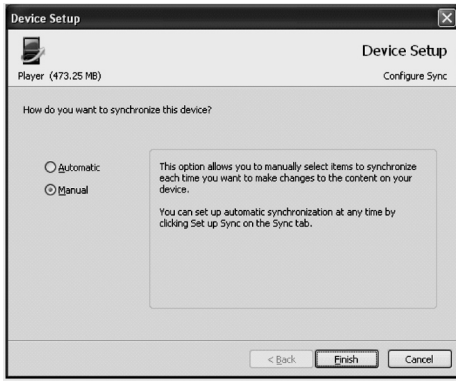 Device Setup
Device Setup
Player (473.25 MB)
Configure Sync
How do you want to synchronize this device?
Automatic
Manual
This option allows you to manually select items to synchronize
each time you want to make changes to the content on your
device.
You can set up automatic synchronization at any time by
clicking Set up Sync on the Sync tab.
< Back
Finish
Cancel